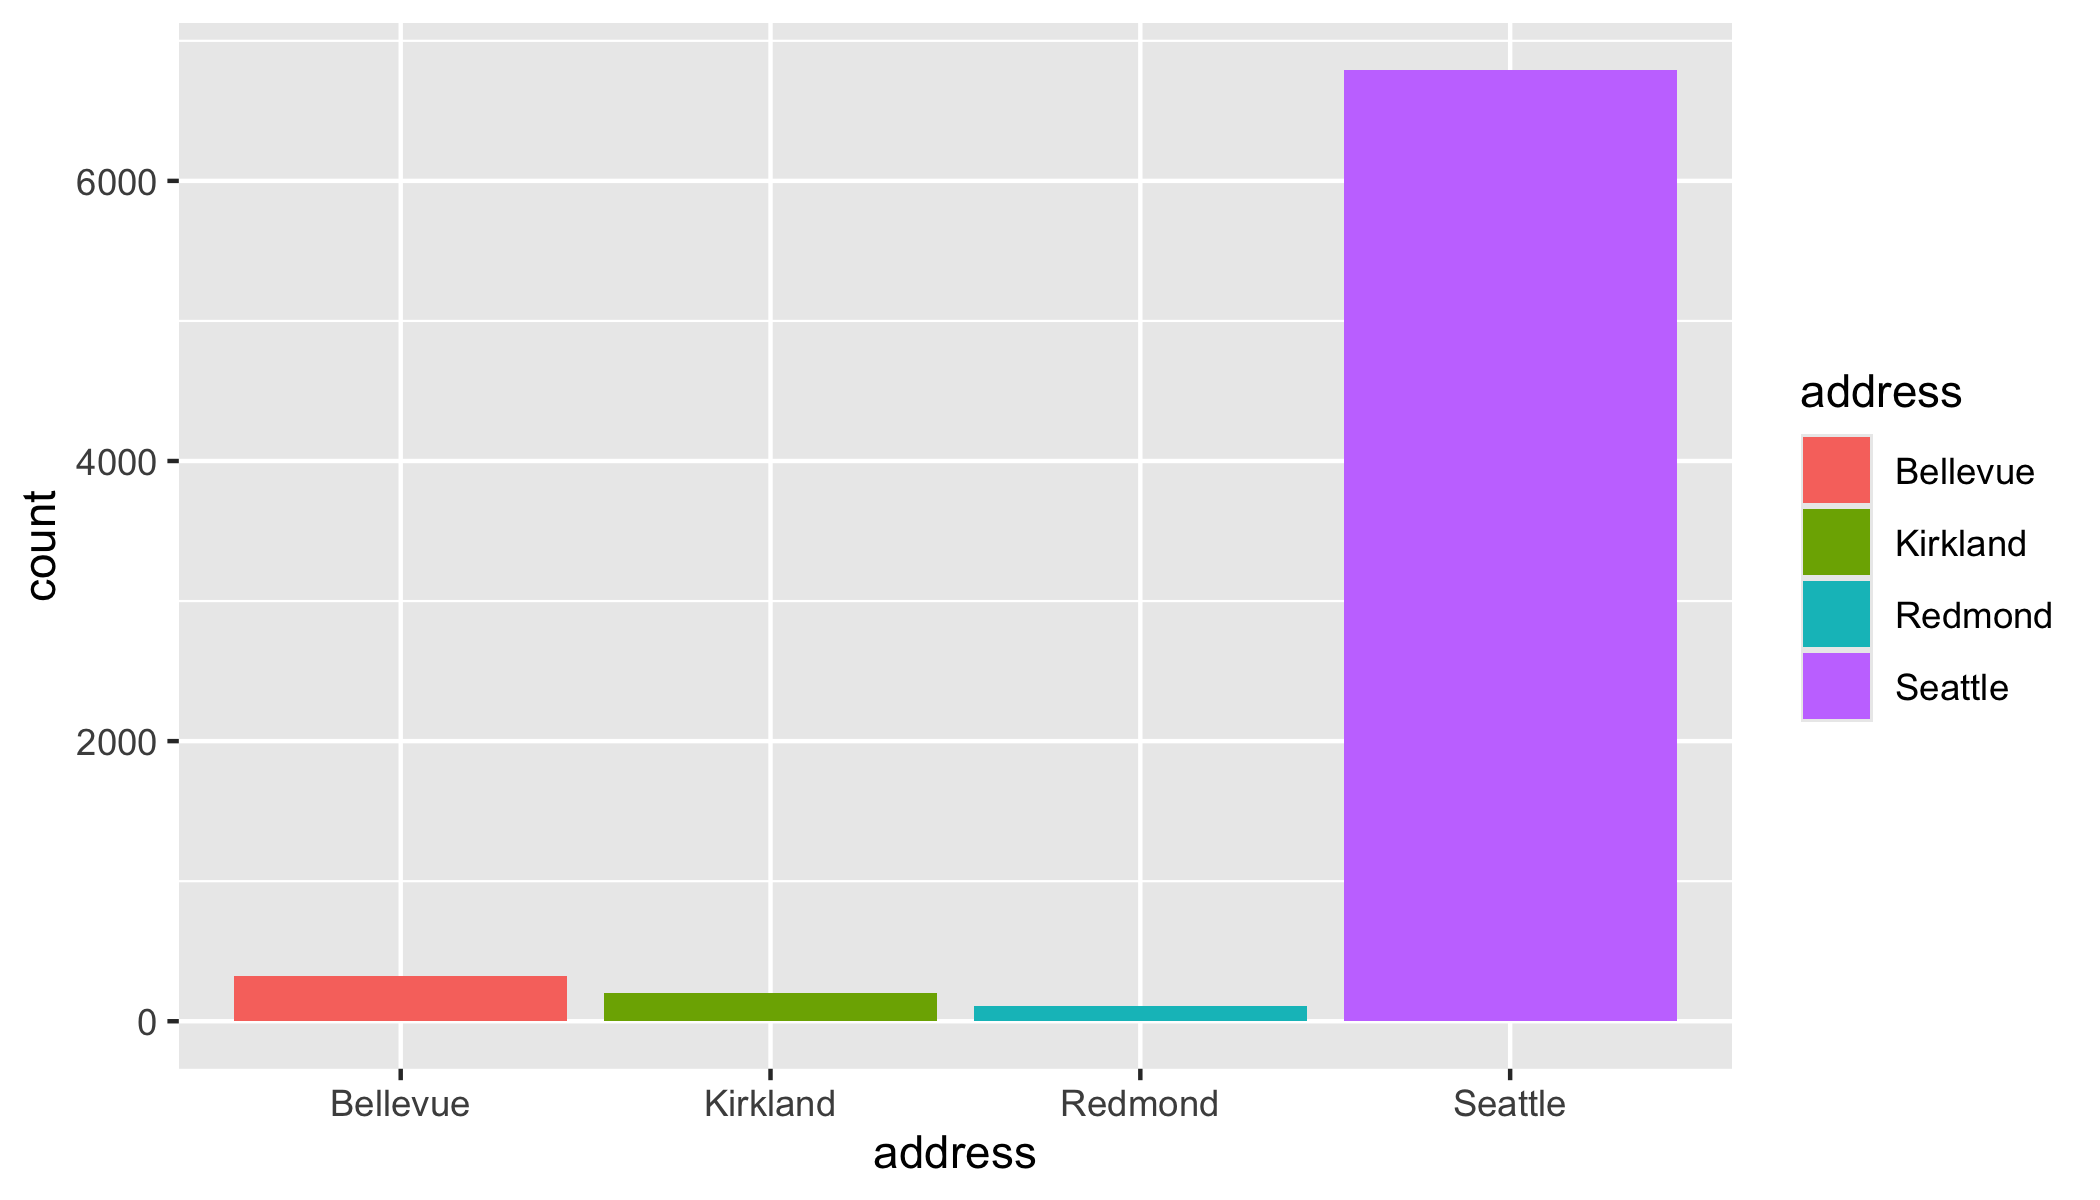 count
6000
4000
2000
0
Bellevue
Kirkland
Redmond
Seattle
address
address
Bellevue
Kirkland
Redmond
Seattle